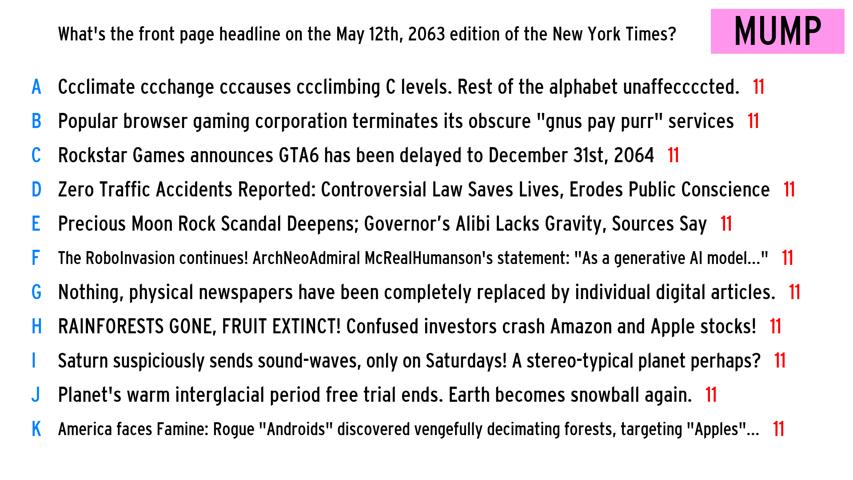 What's the front page headline on the May 12th, 2063 edition of the New York Times?
MUMP
A Ccclimate ccchange cccauses ccclimbing C levels. Rest of the alphabet unaffeccccted. 11
B Popular browser gaming corporation terminates its obscure "gnus pay purr" services 11
C Rockstar Games announces GTA6 has been delayed to December 31st, 2064 11
D Zero Traffic Accidents Reported: Controversial Law Saves Lives, Erodes Public Conscience 11
E Precious Moon Rock Scandal Deepens; Governor’s Alibi Lacks Gravity, Sources Say 11
F The RoboInvasion continues! ArchNeoAdmiral McRealHumanson's statement: "As a generative AI model..." 11
G Nothing, physical newspapers have been completely replaced by individual digital articles. 11
H RAINFORESTS GONE, FRUIT EXTINCT! Confused investors crash Amazon and Apple stocks! 11
I Saturn suspiciously sends sound-waves, only on Saturdays! A stereo-typical planet perhaps? 11
J Planet's warm interglacial period free trial ends. Earth becomes snowball again. 11
K America faces Famine: Rogue "Androids" discovered vengefully decimating forests, targeting "Apples"... 11